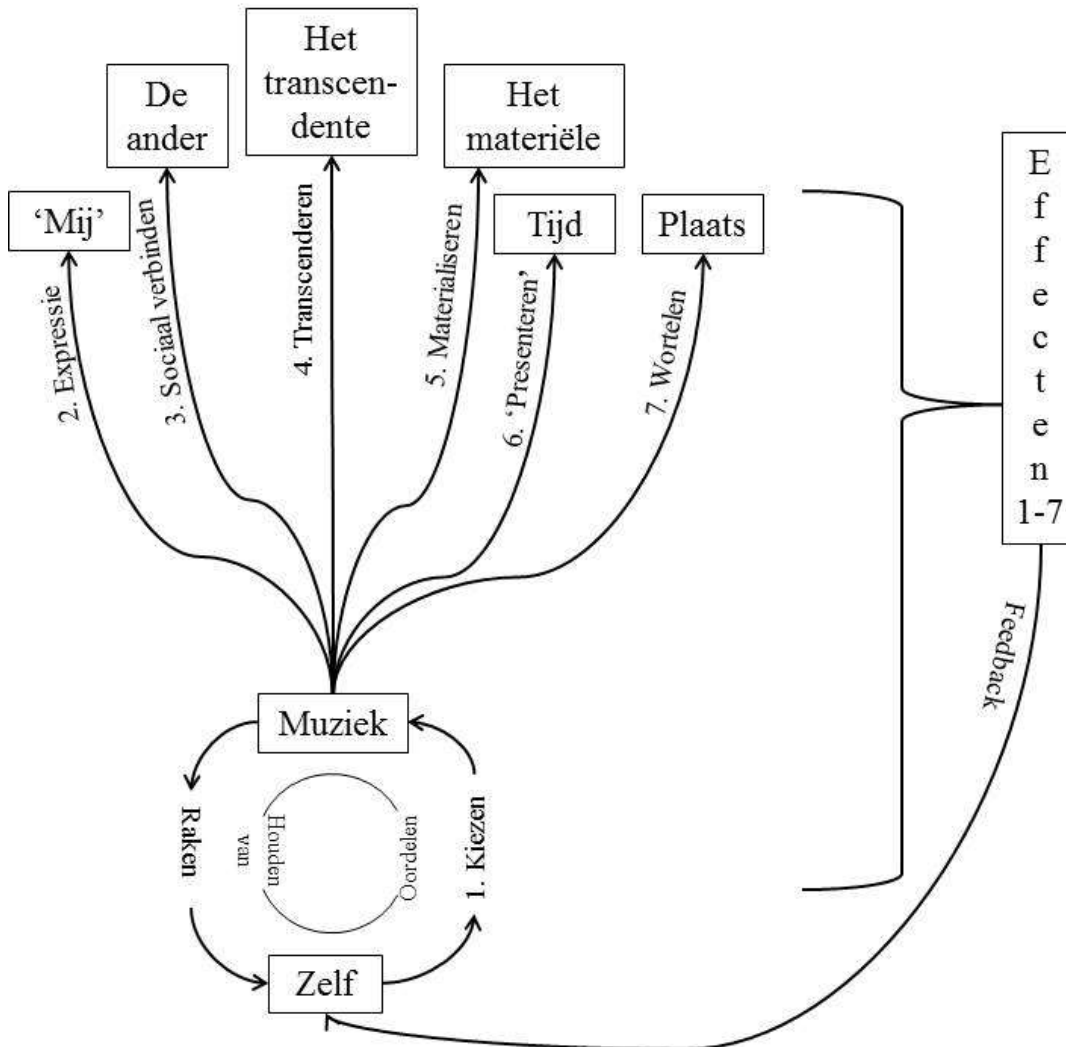 Het
transcen-
dente
De
ander
Het
materiële
‘Mij’
Tijd
Plaats
2. Expressie
3. Sociaal verbinden
4. Transcenderen
5. Materialiseren
6. ‘Presenteren’
7. Wortelen
E
f
f
e
c
t
e
n
1-7
Feedback
Muziek
Raken
Houden
van
Oordelen
1. Kiezen
Zelf